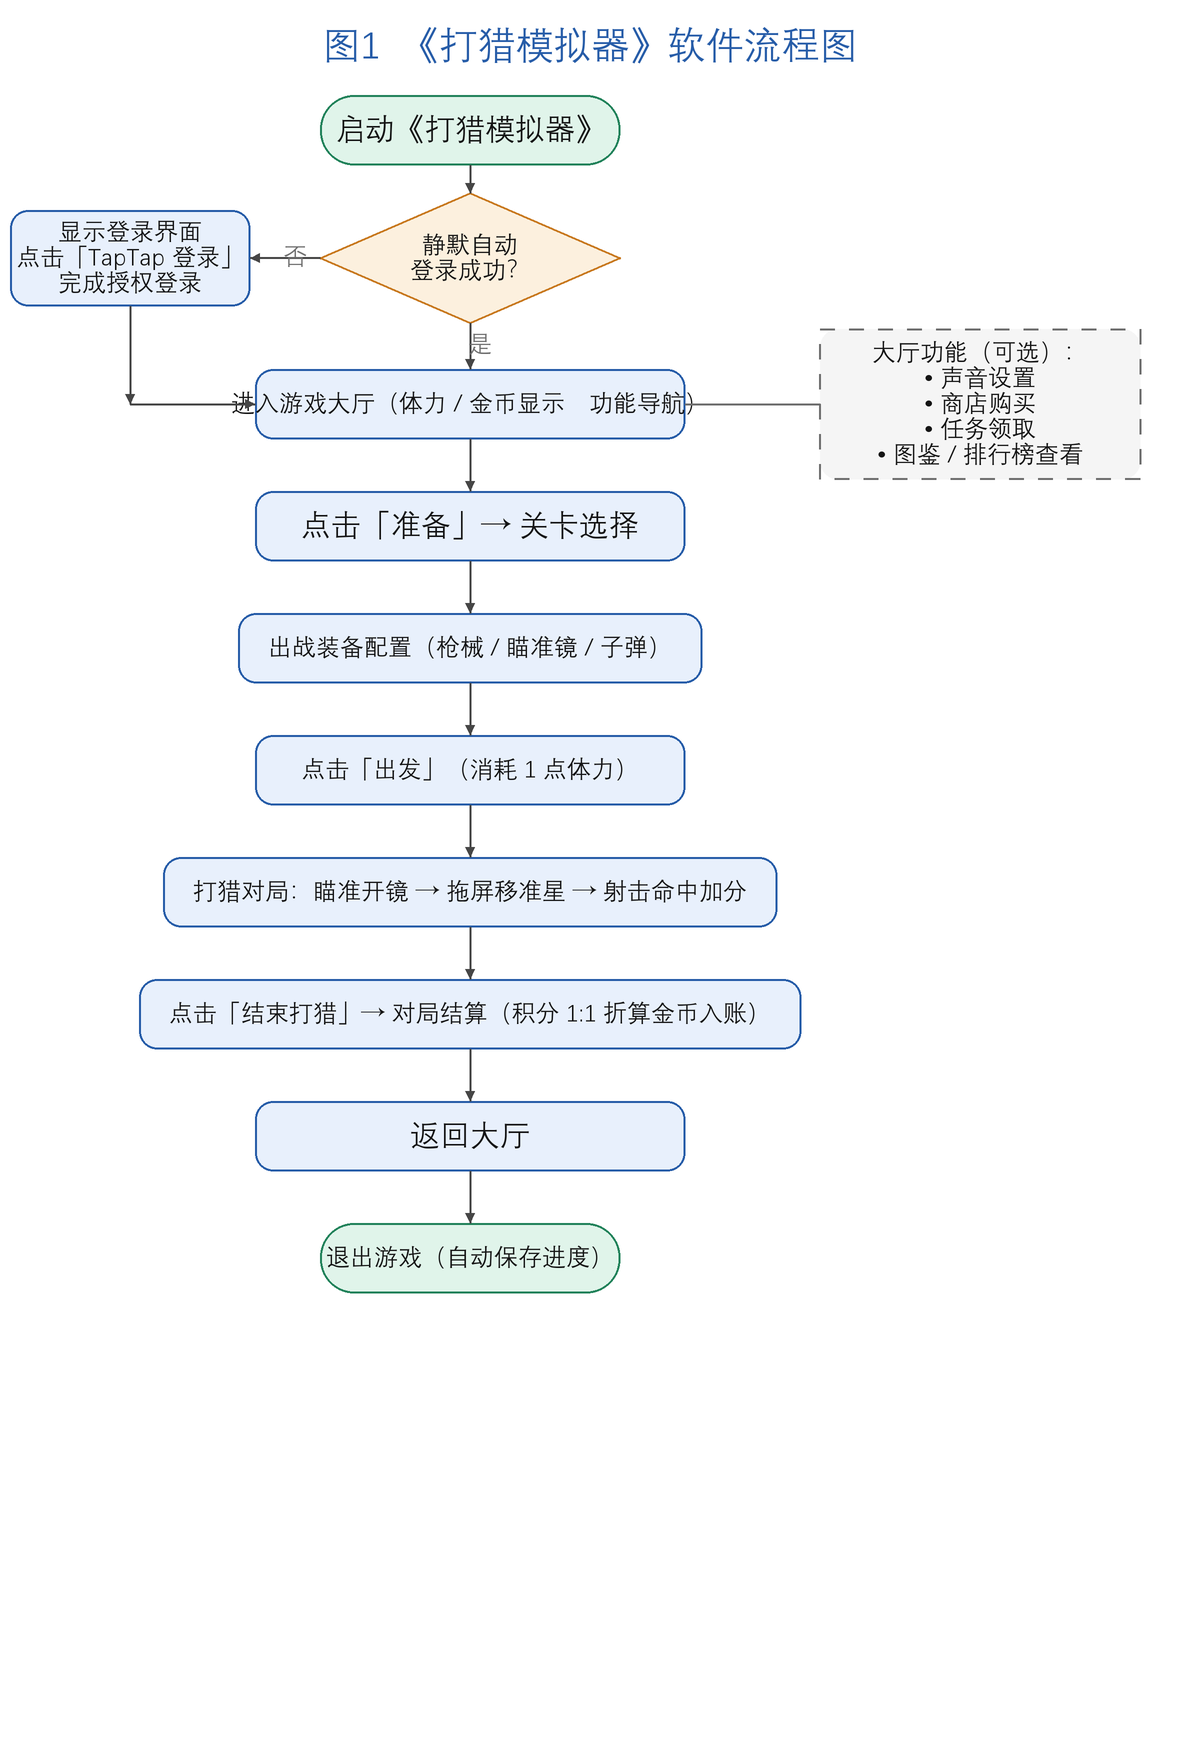 图1 《打猎模拟器》软件流程图
启动《打猎模拟器》
静默自动
登录成功？
否
显示登录界面
点击「TapTap 登录」
完成授权登录
是
进入游戏大厅（体力 / 金币显示　功能导航）
大厅功能（可选）：
• 声音设置
• 商店购买
• 任务领取
• 图鉴 / 排行榜查看
点击「准备」→ 关卡选择
出战装备配置（枪械 / 瞄准镜 / 子弹）
点击「出发」（消耗 1 点体力）
打猎对局：瞄准开镜 → 拖屏移准星 → 射击命中加分
点击「结束打猎」→ 对局结算（积分 1:1 折算金币入账）
返回大厅
退出游戏（自动保存进度）